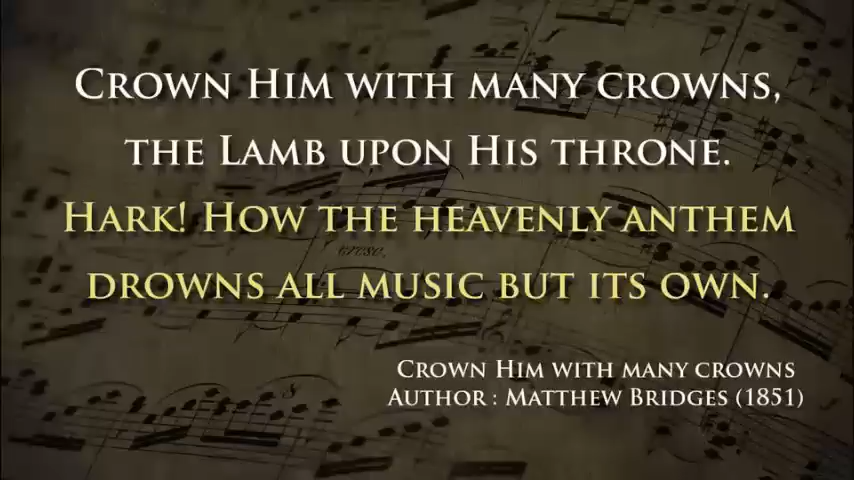 Crown Him with many crowns,
the Lamb upon His throne.
Hark! How the heavenly anthem
cresc.
drowns all music but its own.
Crown Him with many crowns
Author : Matthew Bridges (1851)